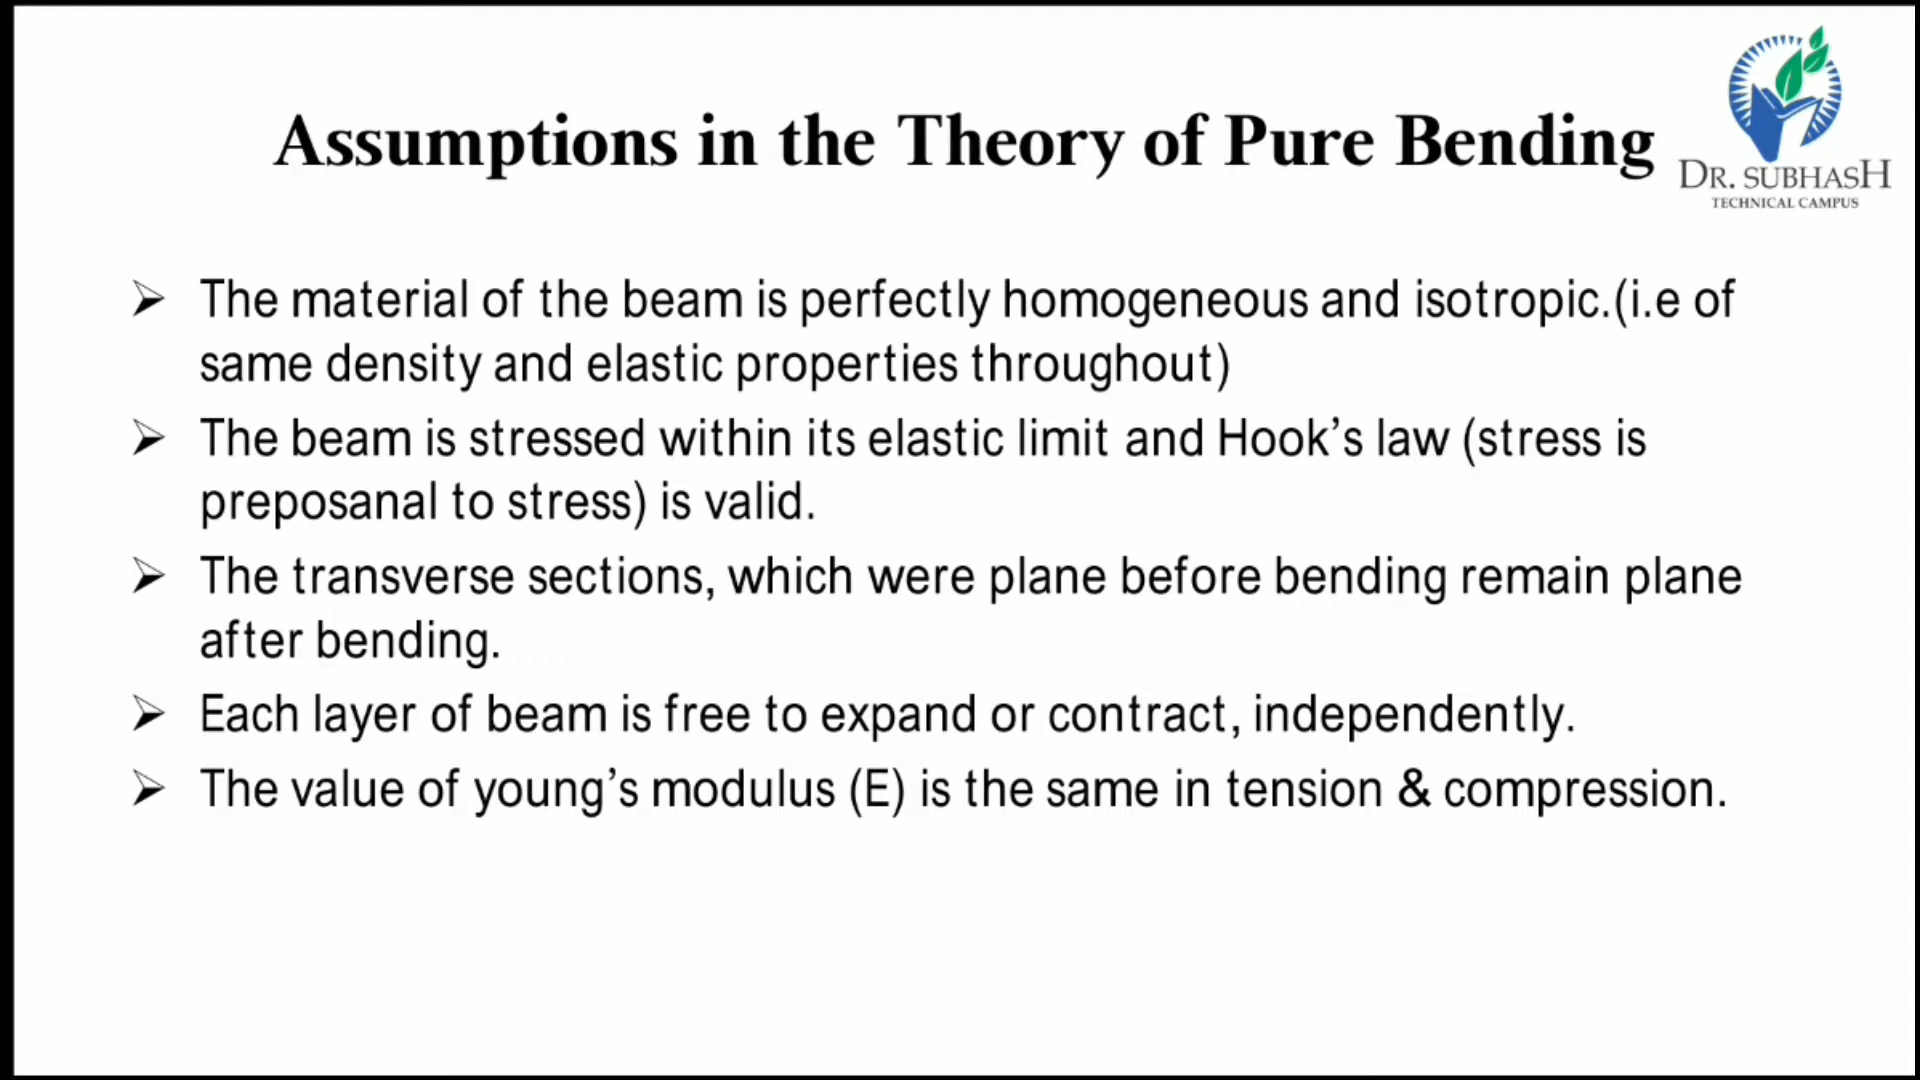 Assumptions in the Theory of Pure Bending
DR. SUBHASH
TECHNICAL CAMPUS
➢ The material of the beam is perfectly homogeneous and isotropic.(i.e of
same density and elastic properties throughout)
➢ The beam is stressed within its elastic limit and Hook’s law (stress is
preposanal to stress) is valid.
➢ The transverse sections, which were plane before bending remain plane
after bending.
➢ Each layer of beam is free to expand or contract, independently.
➢ The value of young’s modulus (E) is the same in tension & compression.